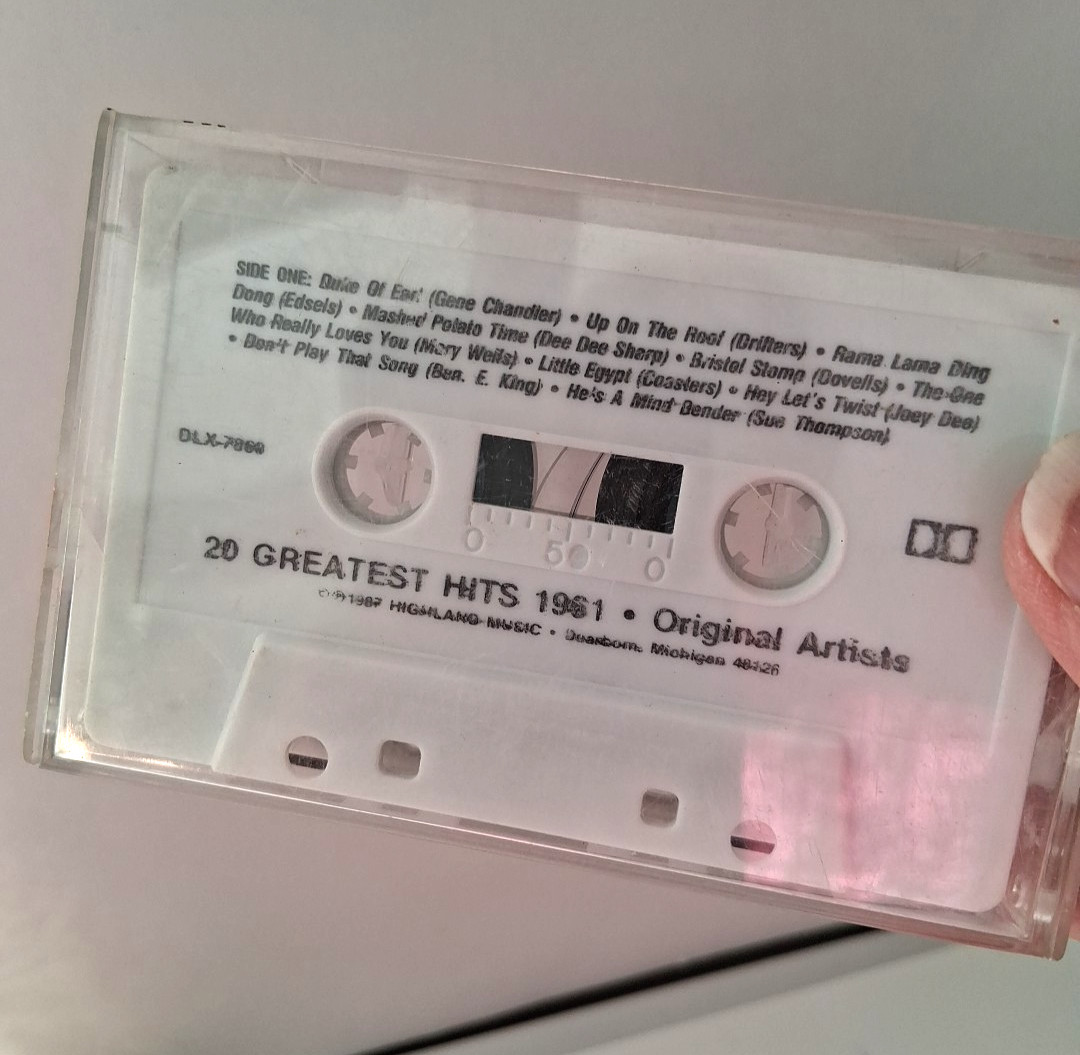 SIDE ONE: Duke Of Earl (Gene Chandler) • Up On The Roof (Drifters) • Rama Lama Ding
Dong (Edsels) • Mashed Potato Time (Dee Dee Sharp) • Bristol Stomp (Dovells) • The One
Who Really Loves You (Mary Wells) • Little Egypt (Coasters) • Hey Let's Twist (Joey Dee)
• Don't Play That Song (Ben. E. King) • He's A Mind Bender (Sue Thompson)
0 50 0
20 GREATEST HITS 1961 • Original Artists
1987 HIGHLAND MUSIC • Dearborn, Michigan 48126